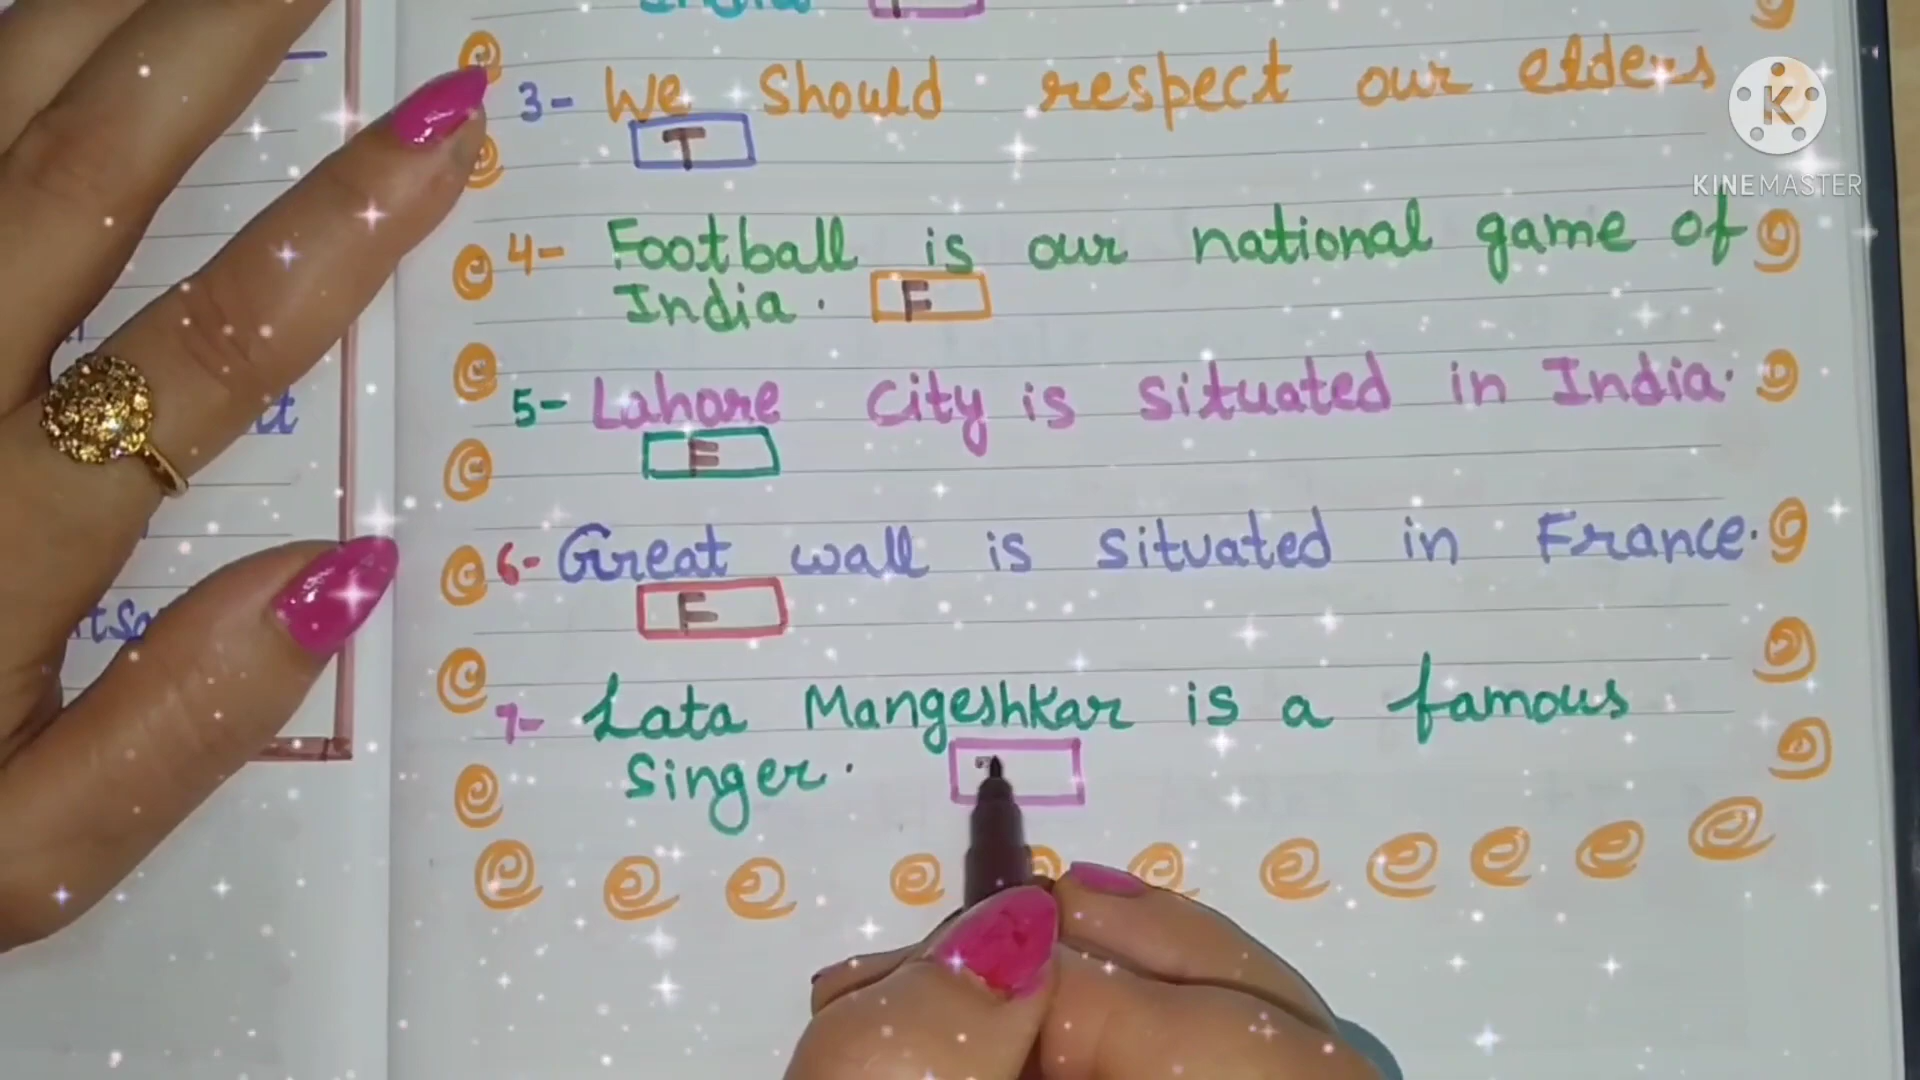 India
3- We should respect our elders
T
4- Football is our national game of
India. F
5- Lahore City is situated in India.
F
6- Great wall is situated in France.
F
7- Lata Mangeshkar is a famous
Singer.
KINEMASTER